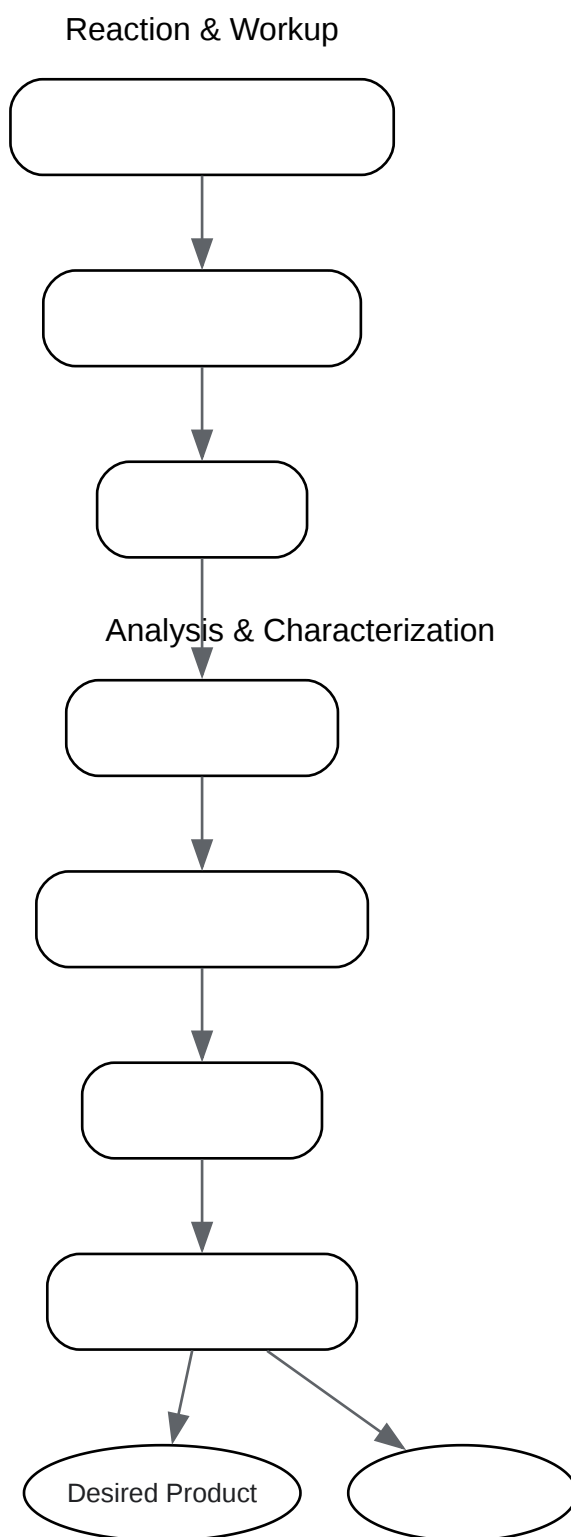 Reaction & Workup
Analysis & Characterization
Desired Product